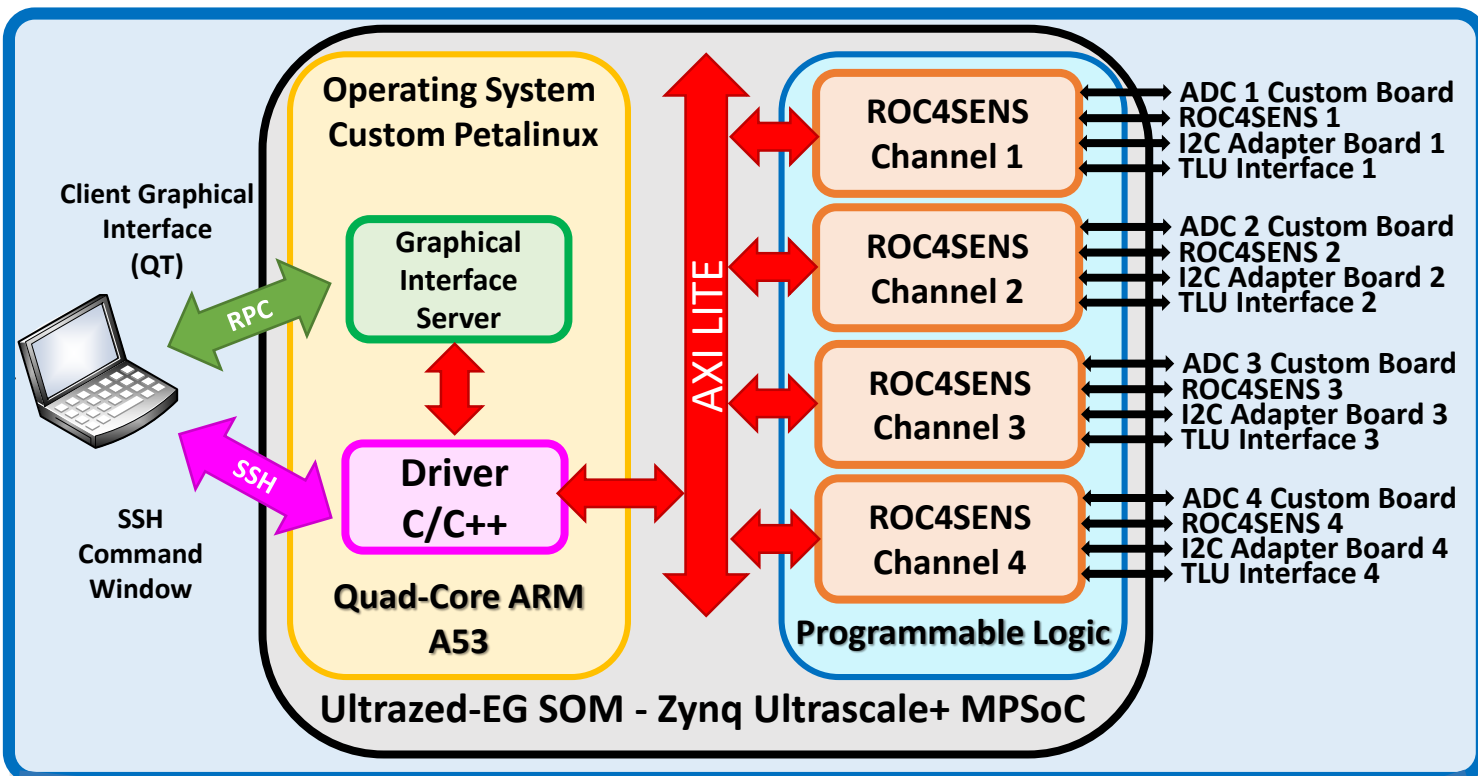 Operating System
Custom Petalinux
Client Graphical
Interface
(QT)
RPC
SSH
SSH
Command
Window
Graphical
Interface
Server
Driver
C/C++
Quad-Core ARM
A53
AXI LITE
ROC4SENS
Channel 1
ROC4SENS
Channel 2
ROC4SENS
Channel 3
ROC4SENS
Channel 4
Programmable Logic
ADC 1 Custom Board
ROC4SENS 1
I2C Adapter Board 1
TLU Interface 1
ADC 2 Custom Board
ROC4SENS 2
I2C Adapter Board 2
TLU Interface 2
ADC 3 Custom Board
ROC4SENS 3
I2C Adapter Board 3
TLU Interface 3
ADC 4 Custom Board
ROC4SENS 4
I2C Adapter Board 4
TLU Interface 4
Ultrazed-EG SOM - Zynq Ultrascale+ MPSoC